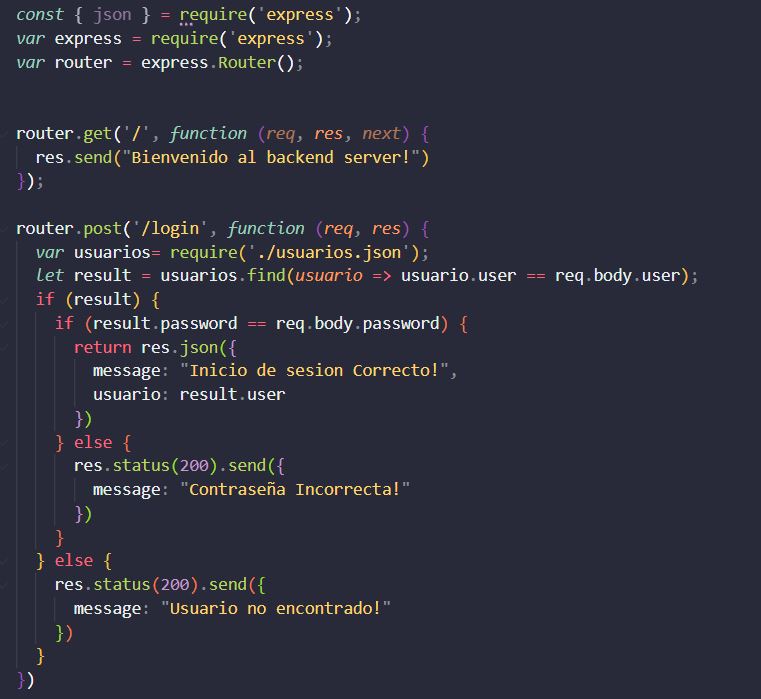 const { json } = require('express');
var express = require('express');
var router = express.Router();
router.get('/', function (req, res, next) {
  res.send("Bienvenido al backend server!")
});
router.post('/login', function (req, res) {
  var usuarios= require('./usuarios.json');
  let result = usuarios.find(usuario => usuario.user == req.body.user);
  if (result) {
    if (result.password == req.body.password) {
      return res.json({
        message: "Inicio de sesion Correcto!",
        usuario: result.user
      })
    } else {
      res.status(200).send({
        message: "Contraseña Incorrecta!"
      })
    }
  } else {
    res.status(200).send({
      message: "Usuario no encontrado!"
    })
  }
})